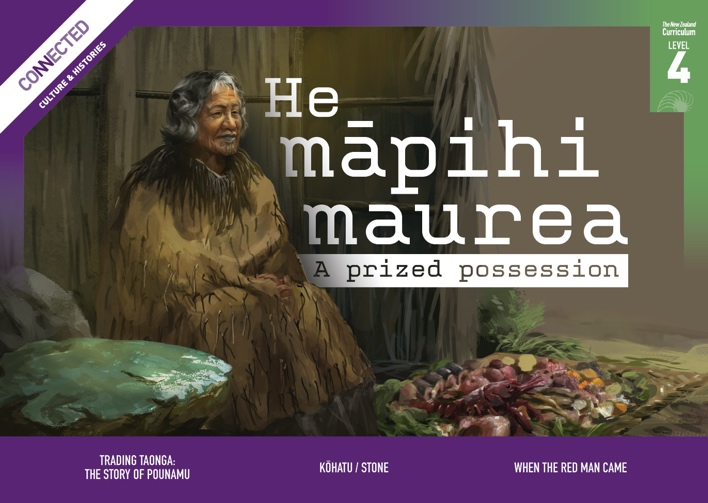 CONNECTED
CULTURE & HISTORIES
The New Zealand
Curriculum
LEVEL
4
He
māpihi
maurea
A prized possession
TRADING TAONGA:
THE STORY OF POUNAMU
KŌHATU / STONE
WHEN THE RED MAN CAME